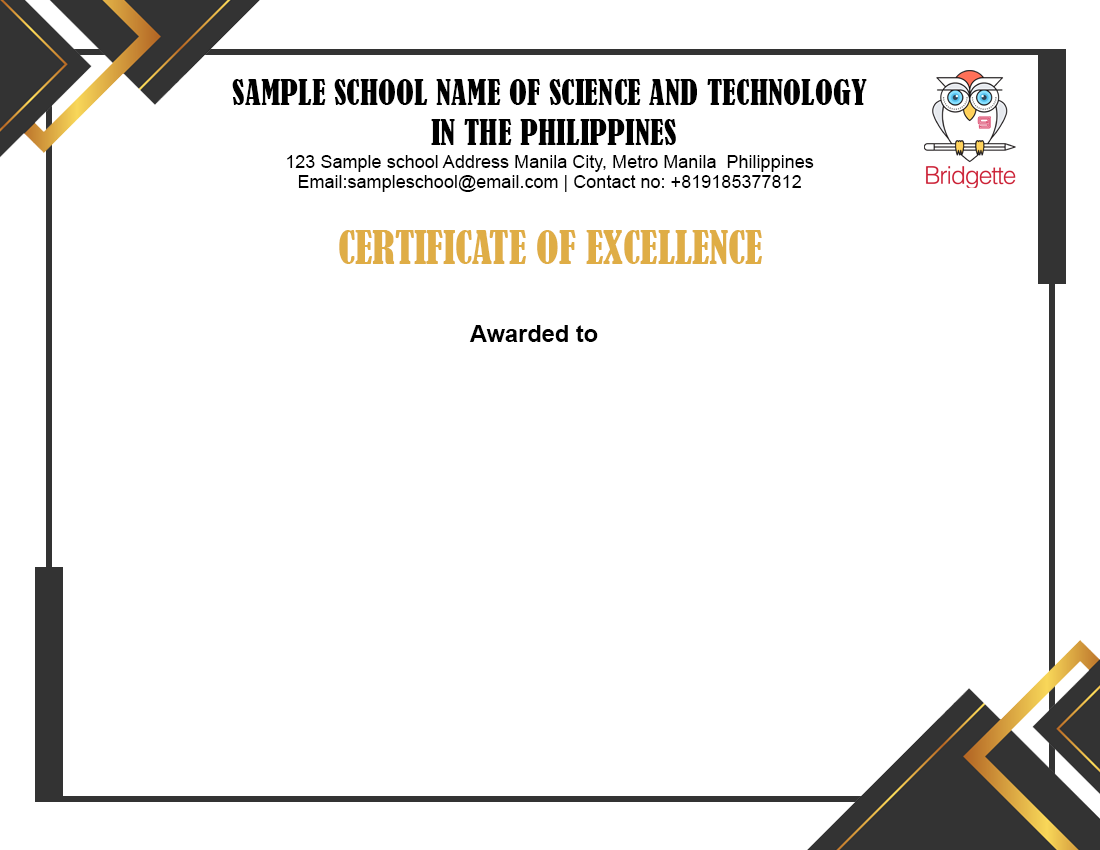 SAMPLE SCHOOL NAME OF SCIENCE AND TECHNOLOGY
IN THE PHILIPPINES
123 Sample school Address Manila City, Metro Manila  Philippines
Email:sampleschool@email.com | Contact no: +819185377812
Bridgette
CERTIFICATE OF EXCELLENCE
Awarded to